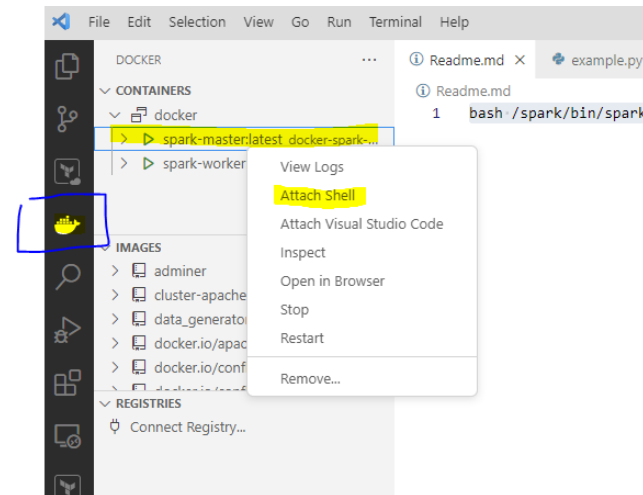 File Edit Selection View Go Run Terminal Help
DOCKER ...
CONTAINERS
docker
spark-master:latest docker-spark-...
spark-worker
View Logs
Attach Shell
Attach Visual Studio Code
Inspect
Open in Browser
Stop
Restart
Remove...
IMAGES
adminer
cluster-apache
data_generator
docker.io/apac
docker.io/conf
REGISTRIES
Connect Registry...
Readme.md × example.py
Readme.md
1 bash /spark/bin/spark